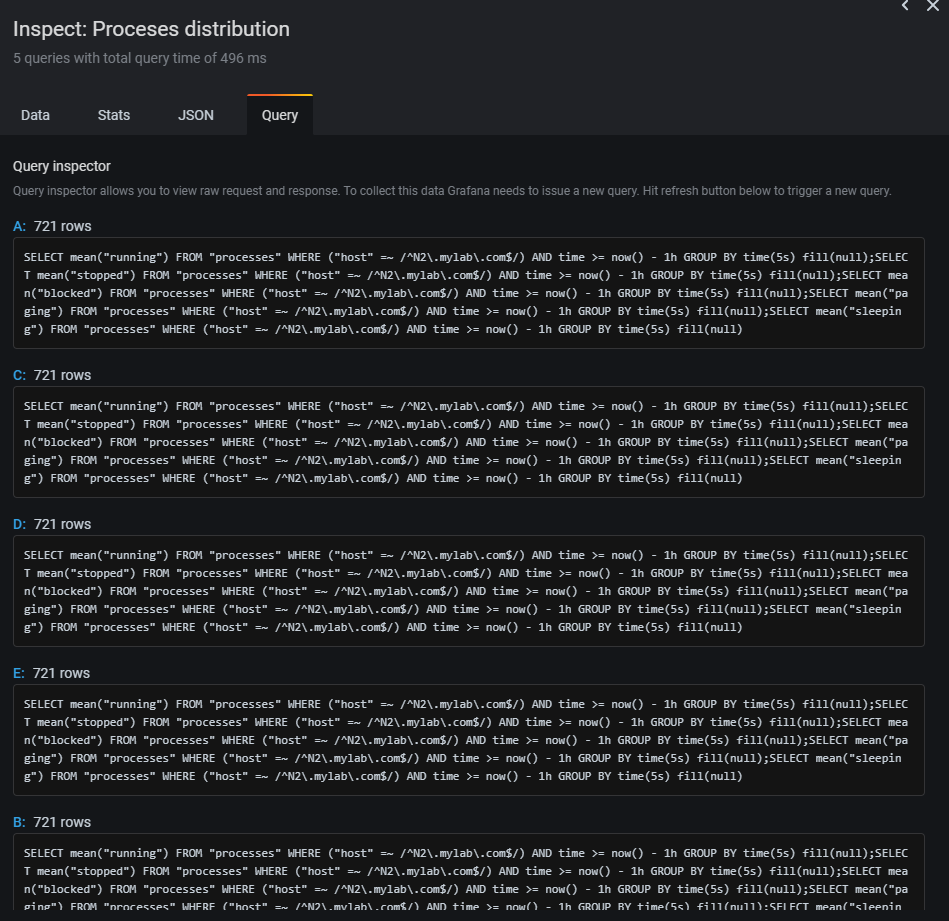 Inspect: Proceses distribution
5 queries with total query time of 496 ms
Data Stats JSON Query
Query inspector
Query inspector allows you to view raw request and response. To collect this data Grafana needs to issue a new query. Hit refresh button below to trigger a new query.
A: 721 rows
SELECT mean("running") FROM "processes" WHERE ("host" =~ /^N2\.mylab\.com$/) AND time >= now() - 1h GROUP BY time(5s) fill(null);SELEC
T mean("stopped") FROM "processes" WHERE ("host" =~ /^N2\.mylab\.com$/) AND time >= now() - 1h GROUP BY time(5s) fill(null);SELECT mea
n("blocked") FROM "processes" WHERE ("host" =~ /^N2\.mylab\.com$/) AND time >= now() - 1h GROUP BY time(5s) fill(null);SELECT mean("pa
ging") FROM "processes" WHERE ("host" =~ /^N2\.mylab\.com$/) AND time >= now() - 1h GROUP BY time(5s) fill(null);SELECT mean("sleepin
g") FROM "processes" WHERE ("host" =~ /^N2\.mylab\.com$/) AND time >= now() - 1h GROUP BY time(5s) fill(null)
C: 721 rows
SELECT mean("running") FROM "processes" WHERE ("host" =~ /^N2\.mylab\.com$/) AND time >= now() - 1h GROUP BY time(5s) fill(null);SELEC
T mean("stopped") FROM "processes" WHERE ("host" =~ /^N2\.mylab\.com$/) AND time >= now() - 1h GROUP BY time(5s) fill(null);SELECT mea
n("blocked") FROM "processes" WHERE ("host" =~ /^N2\.mylab\.com$/) AND time >= now() - 1h GROUP BY time(5s) fill(null);SELECT mean("pa
ging") FROM "processes" WHERE ("host" =~ /^N2\.mylab\.com$/) AND time >= now() - 1h GROUP BY time(5s) fill(null);SELECT mean("sleepin
g") FROM "processes" WHERE ("host" =~ /^N2\.mylab\.com$/) AND time >= now() - 1h GROUP BY time(5s) fill(null)
D: 721 rows
SELECT mean("running") FROM "processes" WHERE ("host" =~ /^N2\.mylab\.com$/) AND time >= now() - 1h GROUP BY time(5s) fill(null);SELEC
T mean("stopped") FROM "processes" WHERE ("host" =~ /^N2\.mylab\.com$/) AND time >= now() - 1h GROUP BY time(5s) fill(null);SELECT mea
n("blocked") FROM "processes" WHERE ("host" =~ /^N2\.mylab\.com$/) AND time >= now() - 1h GROUP BY time(5s) fill(null);SELECT mean("pa
ging") FROM "processes" WHERE ("host" =~ /^N2\.mylab\.com$/) AND time >= now() - 1h GROUP BY time(5s) fill(null);SELECT mean("sleepin
g") FROM "processes" WHERE ("host" =~ /^N2\.mylab\.com$/) AND time >= now() - 1h GROUP BY time(5s) fill(null)
E: 721 rows
SELECT mean("running") FROM "processes" WHERE ("host" =~ /^N2\.mylab\.com$/) AND time >= now() - 1h GROUP BY time(5s) fill(null);SELEC
T mean("stopped") FROM "processes" WHERE ("host" =~ /^N2\.mylab\.com$/) AND time >= now() - 1h GROUP BY time(5s) fill(null);SELECT mea
n("blocked") FROM "processes" WHERE ("host" =~ /^N2\.mylab\.com$/) AND time >= now() - 1h GROUP BY time(5s) fill(null);SELECT mean("pa
ging") FROM "processes" WHERE ("host" =~ /^N2\.mylab\.com$/) AND time >= now() - 1h GROUP BY time(5s) fill(null);SELECT mean("sleepin
g") FROM "processes" WHERE ("host" =~ /^N2\.mylab\.com$/) AND time >= now() - 1h GROUP BY time(5s) fill(null)
B: 721 rows
SELECT mean("running") FROM "processes" WHERE ("host" =~ /^N2\.mylab\.com$/) AND time >= now() - 1h GROUP BY time(5s) fill(null);SELEC
T mean("stopped") FROM "processes" WHERE ("host" =~ /^N2\.mylab\.com$/) AND time >= now() - 1h GROUP BY time(5s) fill(null);SELECT mea
n("blocked") FROM "processes" WHERE ("host" =~ /^N2\.mylab\.com$/) AND time >= now() - 1h GROUP BY time(5s) fill(null);SELECT mean("pa
ging") FROM "processes" WHERE ("host" =~ /^N2\.mylab\.com$/) AND time >= now() - 1h GROUP BY time(5s) fill(null);SELECT mean("sleepin